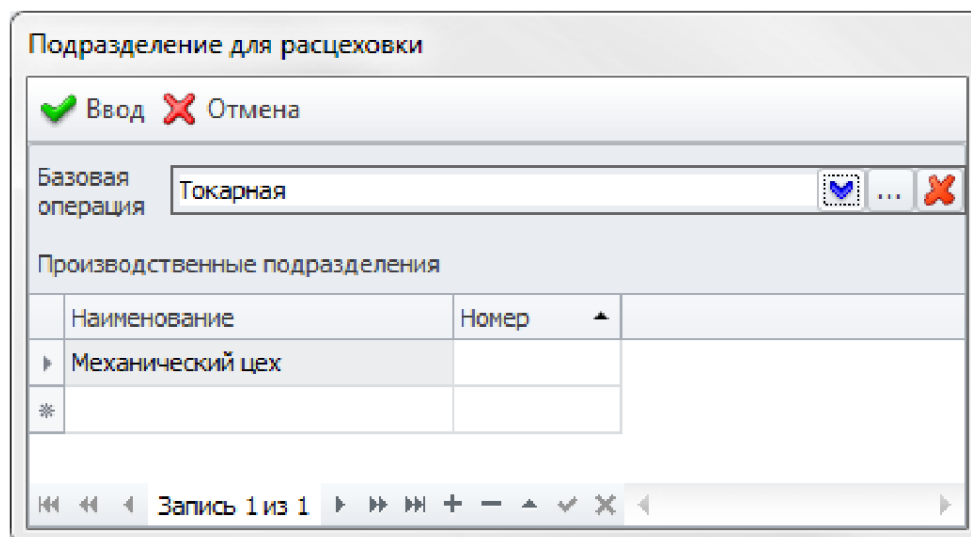 Подразделение для расцеховки
Ввод Отмена
Базовая
операция
Токарная
...
Производственные подразделения
Наименование Номер
Механический цех
Запись 1 из 1